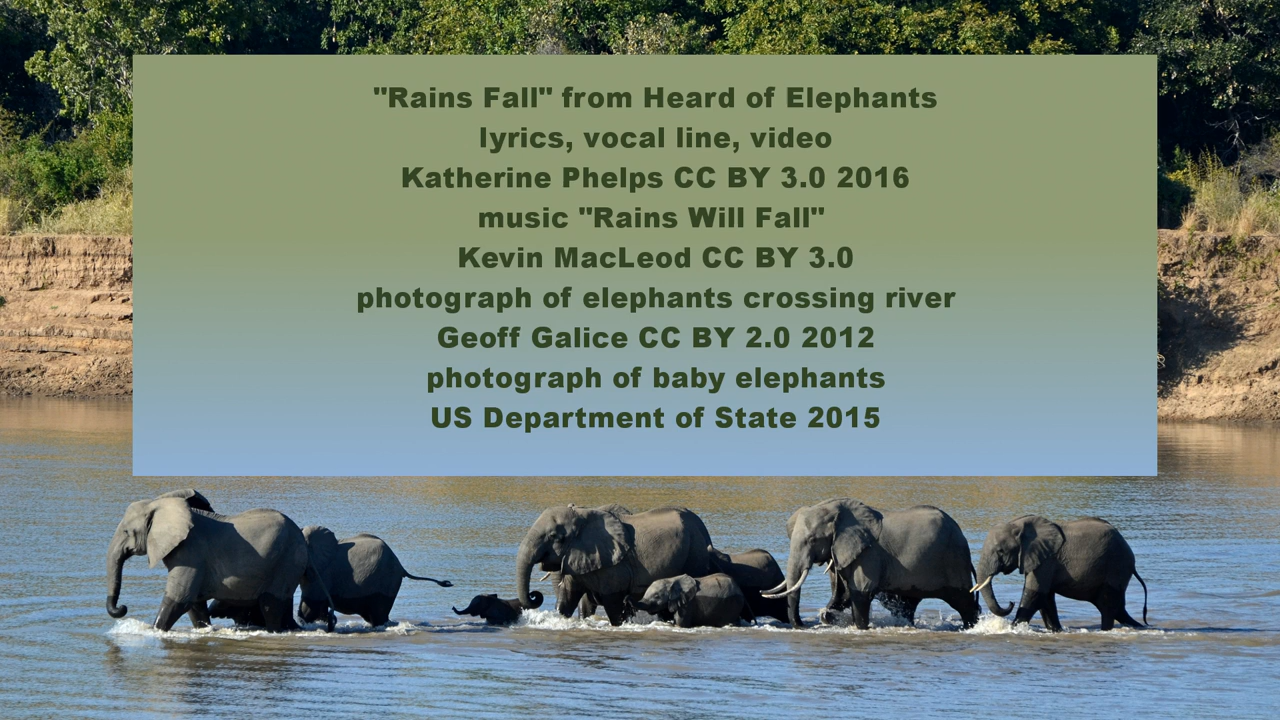 "Rains Fall" from Heard of Elephants
lyrics, vocal line, video
Katherine Phelps CC BY 3.0 2016
music "Rains Will Fall"
Kevin MacLeod CC BY 3.0
photograph of elephants crossing river
Geoff Galice CC BY 2.0 2012
photograph of baby elephants
US Department of State 2015